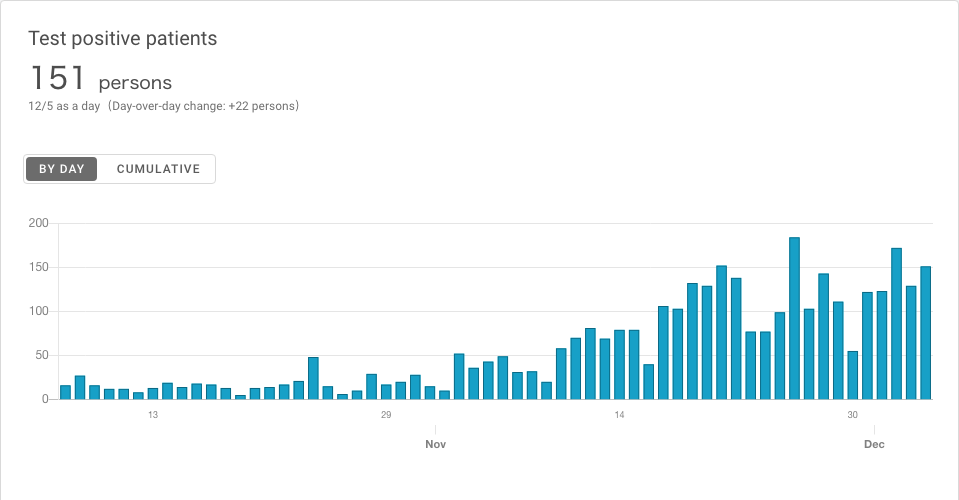 Test positive patients
151 persons
12/5 as a day（Day-over-day change: +22 persons）
BY DAY CUMULATIVE
200
150
100
50
0
13 29 14 30
Nov Dec